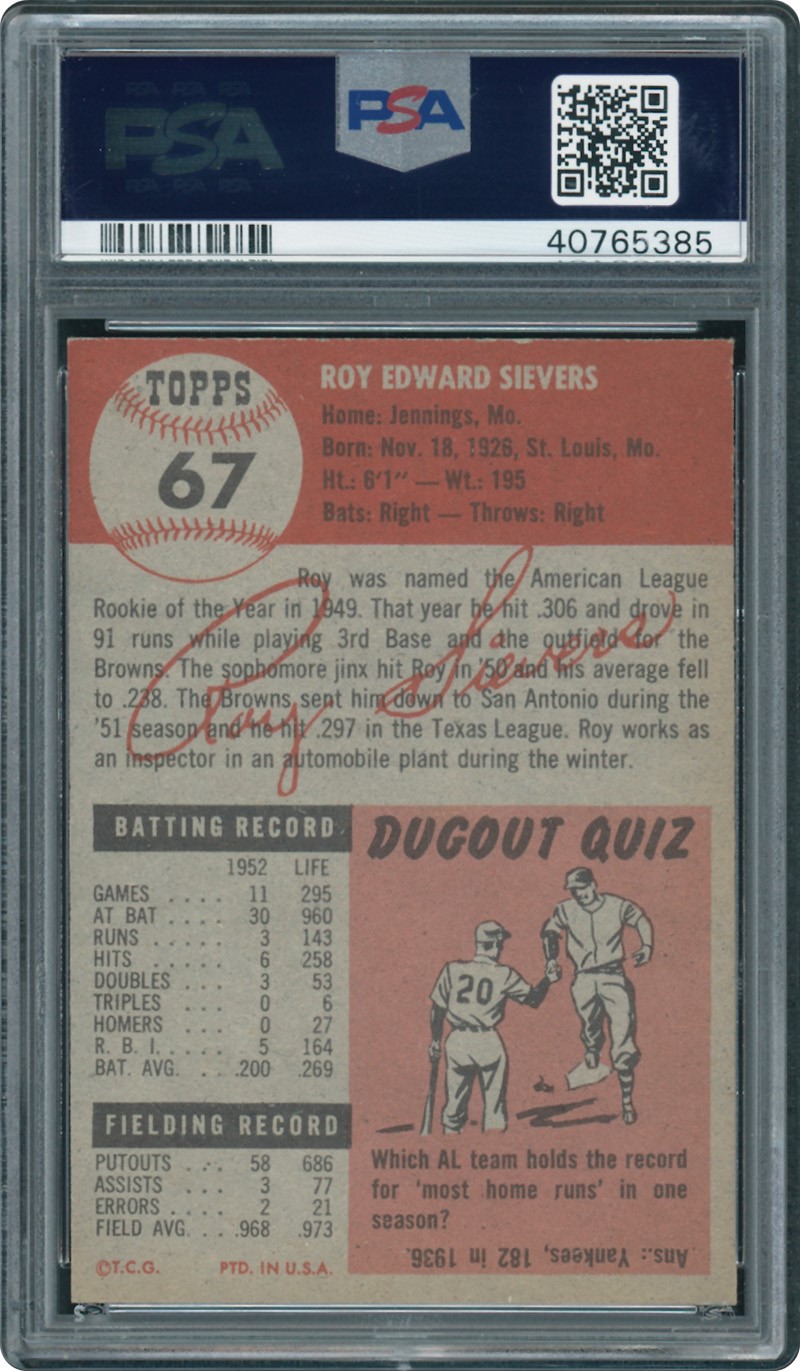 PSA PSA PSA
PSA
PSA PSA PSA
PSA
40765385
TOPPS
67
ROY EDWARD SIEVERS
Home: Jennings, Mo.
Born: Nov. 18, 1926, St. Louis, Mo.
Ht.: 6'1" — Wt.: 195
Bats: Right — Throws: Right
Roy was named the American League
Rookie of the Year in 1949. That year he hit .306 and drove in
91 runs while playing 3rd Base and the outfield for the
Browns. The sophomore jinx hit Roy in '50 and his average fell
to .238. The Browns sent him down to San Antonio during the
'51 season and he hit .297 in the Texas League. Roy works as
an inspector in an automobile plant during the winter.
Roy Sievers
BATTING RECORD
1952 LIFE
GAMES .... 11 295
AT BAT .... 30 960
RUNS ..... 3 143
HITS ..... 6 258
DOUBLES ... 3 53
TRIPLES ... 0 6
HOMERS ... 0 27
R. B. I. .... 5 164
BAT. AVG. .. .200 .269
FIELDING RECORD
PUTOUTS ... 58 686
ASSISTS ... 3 77
ERRORS .... 2 21
FIELD AVG. .. .968 .973
©T.C.G. PTD. IN U.S.A.
DUGOUT QUIZ
20
Which AL team holds the record
for 'most home runs' in one
season?
Ans.: Yankees, 182 in 1936.